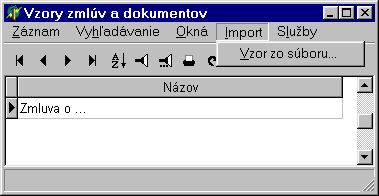 Vzory zmlúv a dokumentov
Záznam Vyhľadávanie Okná Import Služby
Vzor zo súboru...
Názov
Zmluva o ...